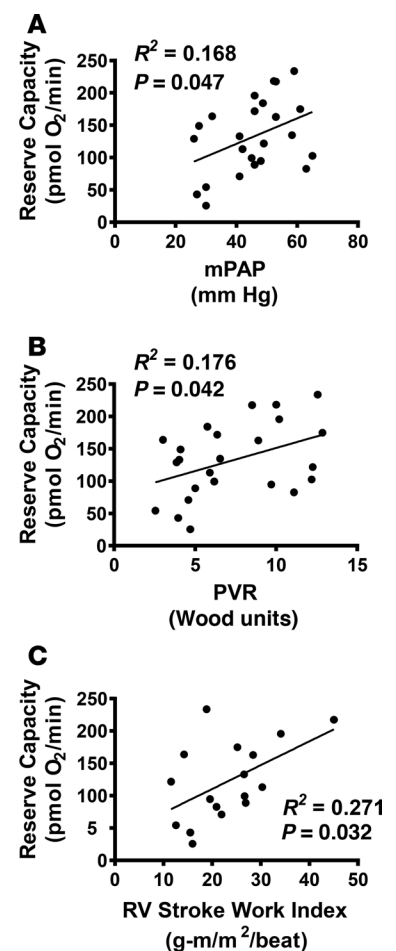 A
R² = 0.168
P = 0.047
Reserve Capacity
(pmol O₂/min)
250
200
150
100
50
0
0 20 40 60 80
mPAP
(mm Hg)
B
R² = 0.176
P = 0.042
Reserve Capacity
(pmol O₂/min)
250
200
150
100
50
0
0 5 10 15
PVR
(Wood units)
C
Reserve Capacity
(pmol O₂/min)
250
200
150
100
5
0
R² = 0.271
P = 0.032
0 10 20 30 40 50
RV Stroke Work Index
(g-m/m²/beat)